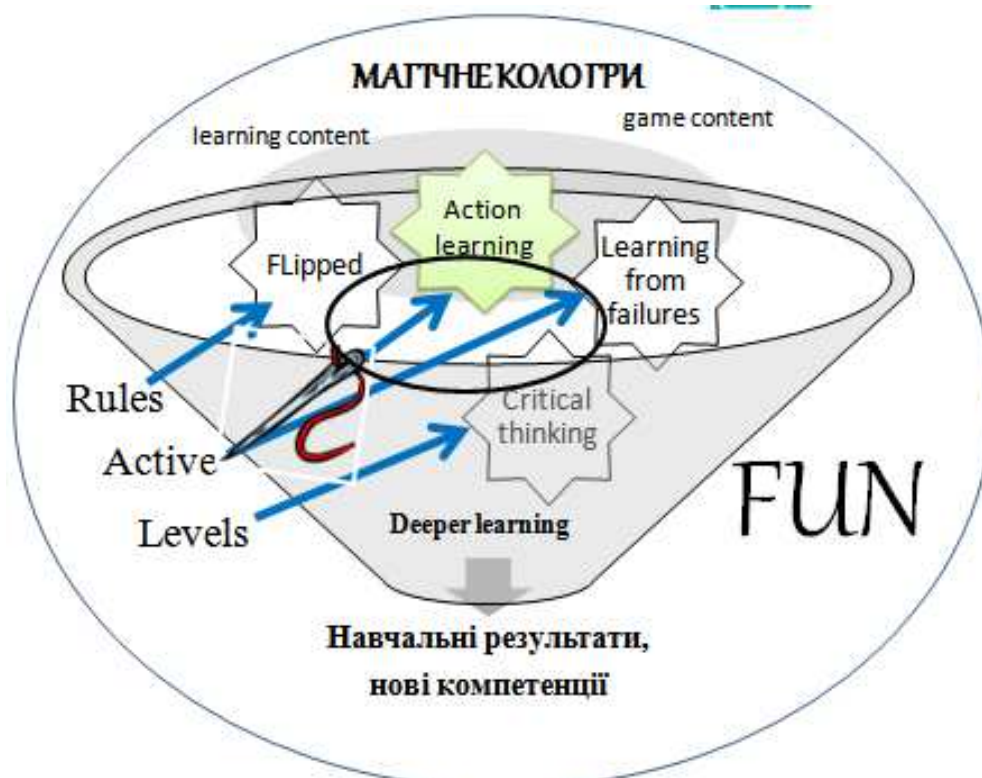 МАГІЧНЕ КОЛО ГРИ
learning content
game content
Action
learning
FLipped
Learning
from
failures
Rules
Critical
thinking
Active
Levels
FUN
Deeper learning
Навчальні результати,
нові компетенції